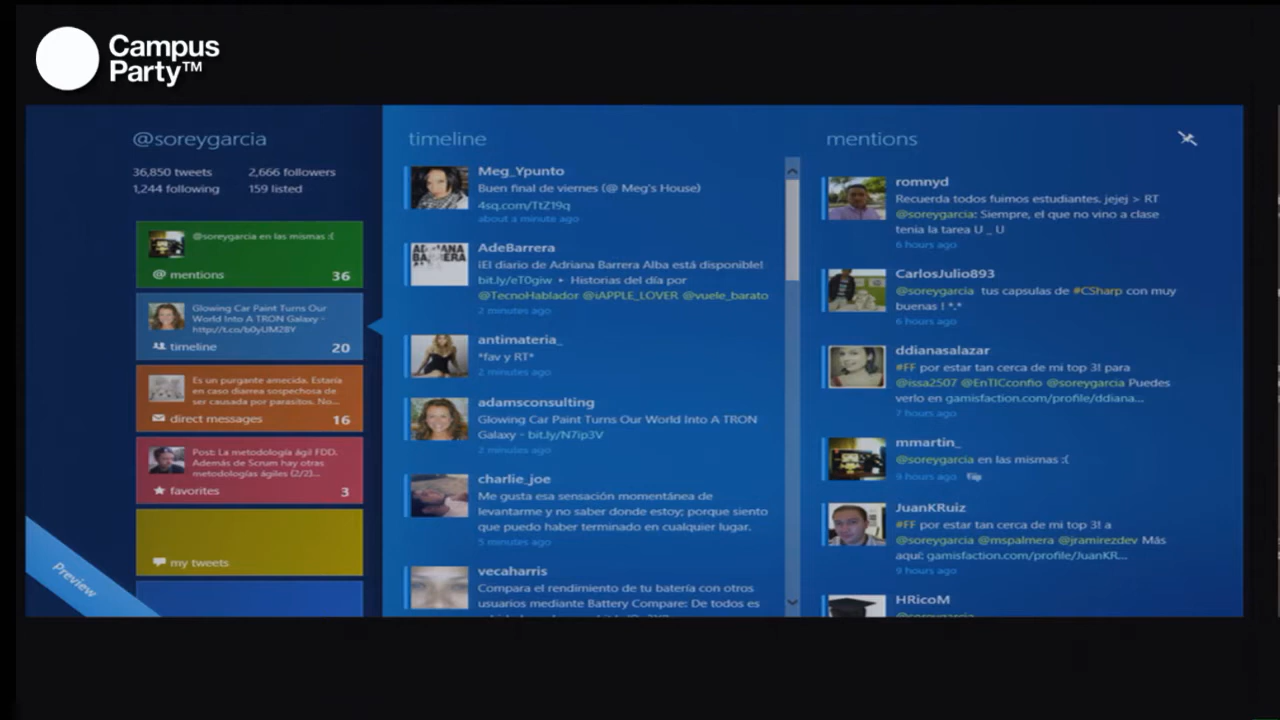 Campus
Party™
@soreygarcia
36,850 tweets
2,666 followers
1,244 following
159 listed
@soreygarcia en las mismas :(
@ mentions
36
Glowing Car Paint Turns Our
World Into A TRON Galaxy -
http://t.co/b0yUM2BY
timeline
20
Es un purgante amecida. Estaría
en caso diarrea sospechosa de
ser causada por parasitos. No...
direct messages
16
Post: La metodología ágil FDD.
Además de Scrum hay otras
metodologías ágiles (2/2)...
favorites
3
my tweets
Preview
timeline
Meg_Ypunto
Buen final de viernes (@ Meg's House)
4sq.com/TtZ19q
about a minute ago
AdeBarrera
¡El diario de Adriana Barrera Alba está disponible!
bit.ly/eT0giw ▸ Historias del día por
@TecnoHablador @iAPPLE_LOVER @vuele_barato
2 minutes ago
antimateria_
*fav y RT*
2 minutes ago
adamsconsulting
Glowing Car Paint Turns Our World Into A TRON
Galaxy - bit.ly/N7ip3V
2 minutes ago
charlie_joe
Me gusta esa sensación momentánea de
levantarme y no saber donde estoy; porque siento
que puedo haber terminado en cualquier lugar.
5 minutes ago
vecaharris
Compara el rendimiento de tu batería con otros
usuarios mediante Battery Compare: De todos es
mentions
romnyd
Recuerda todos fuimos estudiantes. jejej > RT
@soreygarcia: Siempre, el que no vino a clase
tenia la tarea U _ U
6 hours ago
CarlosJulio893
@soreygarcia tus capsulas de #CSharp con muy
buenas ! *.*
6 hours ago
ddianasalazar
#FF por estar tan cerca de mi top 3! para
@issa2507 @EnTICconfio @soreygarcia Puedes
verlo en gamisfaction.com/profile/ddiana...
7 hours ago
mmartin_
@soreygarcia en las mismas :(
9 hours ago
JuanKRuiz
#FF por estar tan cerca de mi top 3! a
@soreygarcia @mspalmera @jramirezdev Más
aquí: gamisfaction.com/profile/JuanKR...
9 hours ago
HRicoM
@soreygarcia